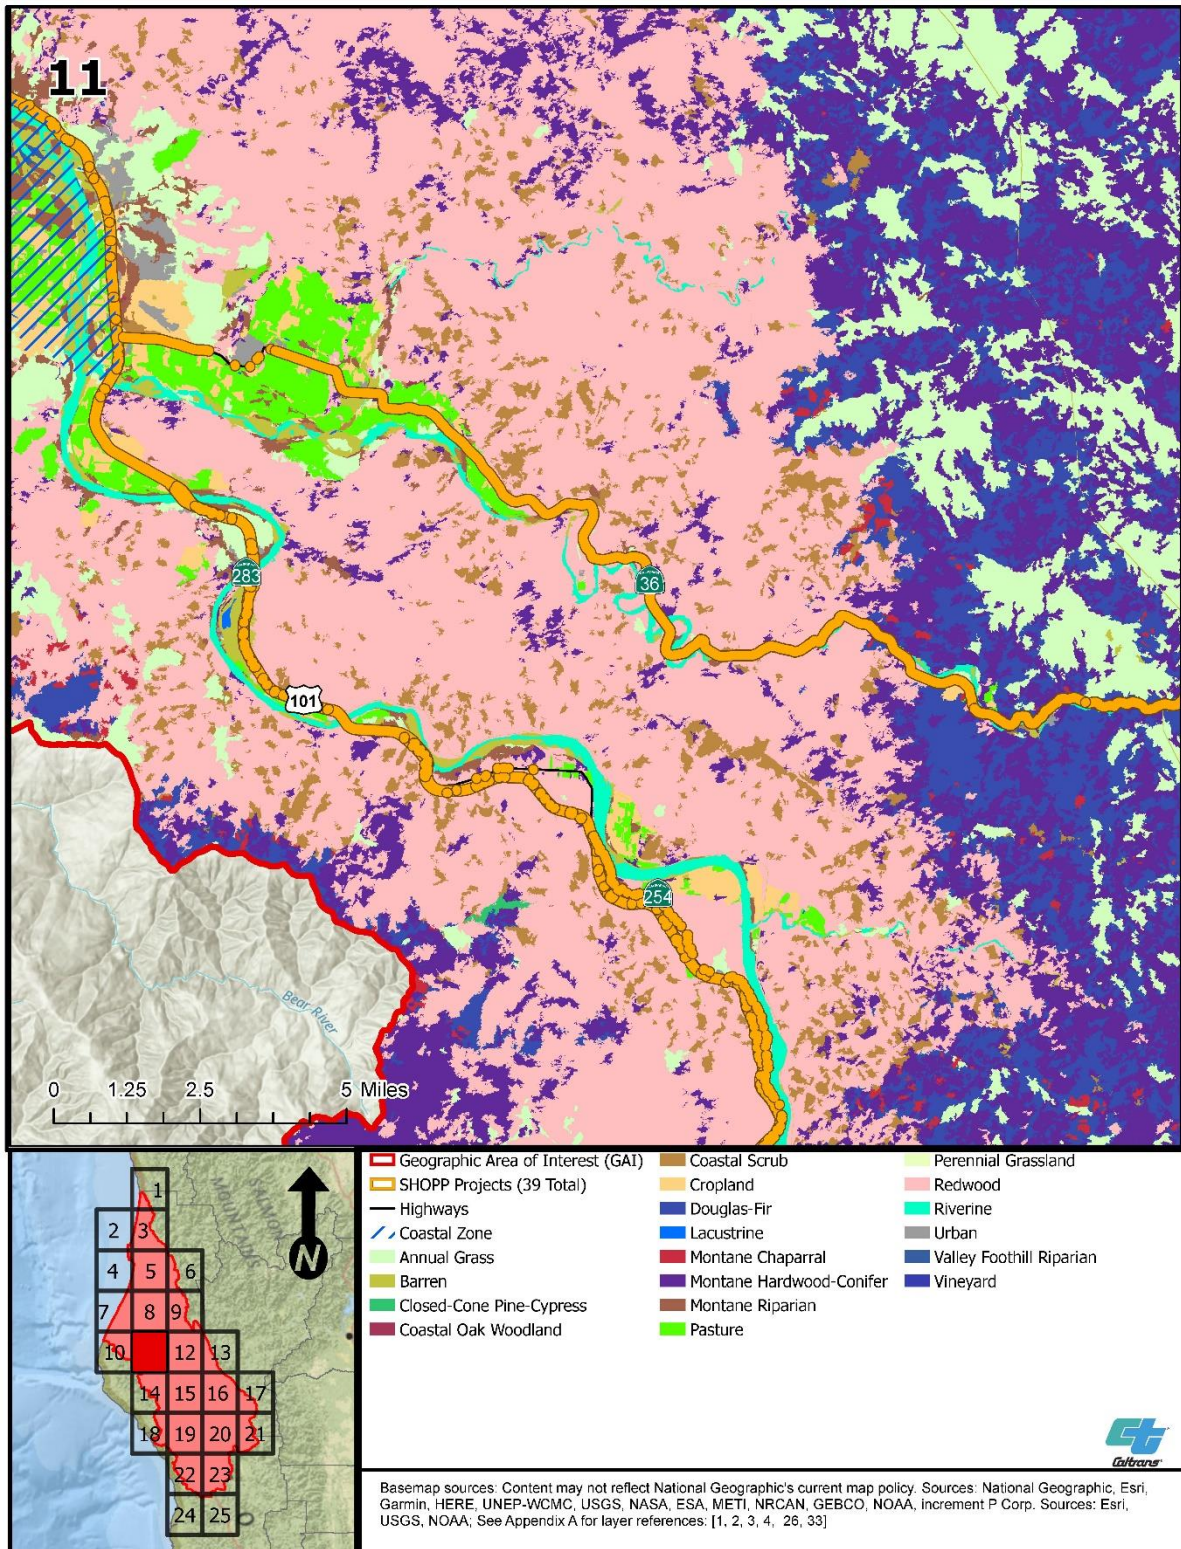 11
283
36
101
254
Bear River
0 1.25 2.5 5 Miles
Geographic Area of Interest (GAI)
SHOPP Projects (39 Total)
Highways
Coastal Zone
Annual Grass
Barren
Closed-Cone Pine-Cypress
Coastal Oak Woodland
Coastal Scrub
Cropland
Douglas-Fir
Lacustrine
Montane Chaparral
Montane Hardwood-Conifer
Montane Riparian
Pasture
Perennial Grassland
Redwood
Riverine
Urban
Valley Foothill Riparian
Vineyard
1
2 3
4 5 6
7 8 9
10 12 13
14 15 16 17
18 19 20 21
22 23
24 25
N
Caltrans
Basemap sources: Content may not reflect National Geographic's current map policy. Sources: National Geographic, Esri,
Garmin, HERE, UNEP-WCMC, USGS, NASA, ESA, METI, NRCAN, GEBCO, NOAA, increment P Corp. Sources: Esri,
USGS, NOAA; See Appendix A for layer references: [1, 2, 3, 4, 26, 33]